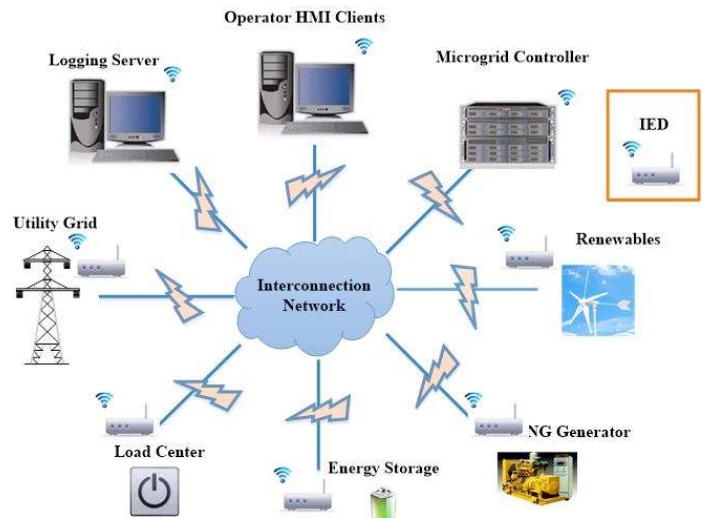 Operator HMI Clients
Logging Server
Microgrid Controller
IED
Utility Grid
Renewables
Interconnection
Network
Load Center
Energy Storage
NG Generator